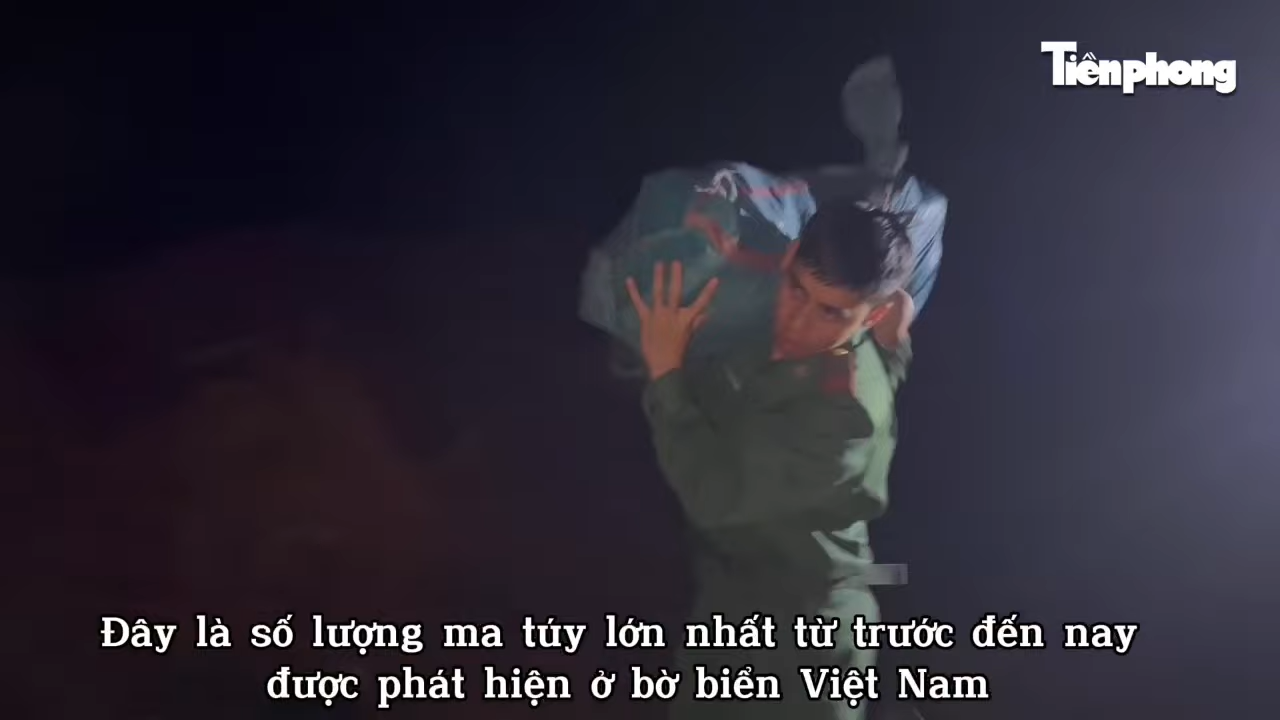 Tiềnphong
Đây là số lượng ma túy lớn nhất từ trước đến nay
được phát hiện ở bờ biển Việt Nam